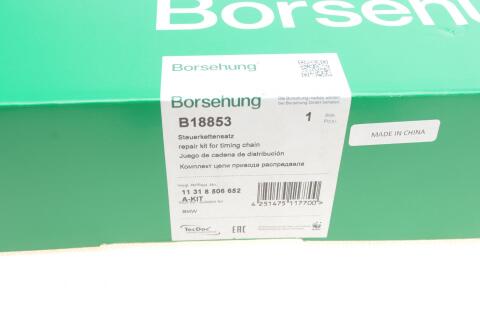 Borsehung
Borsehung
Borsehung
B18853
1
Steuerkettensatz
repair kit for timing chain
Juego de cadena de distribución
Комплект цепи привода распредвала
11 31 8 506 652
A-KIT
BMW
4 251475 117700 >
TecDoc
EAC
MADE IN CHINA